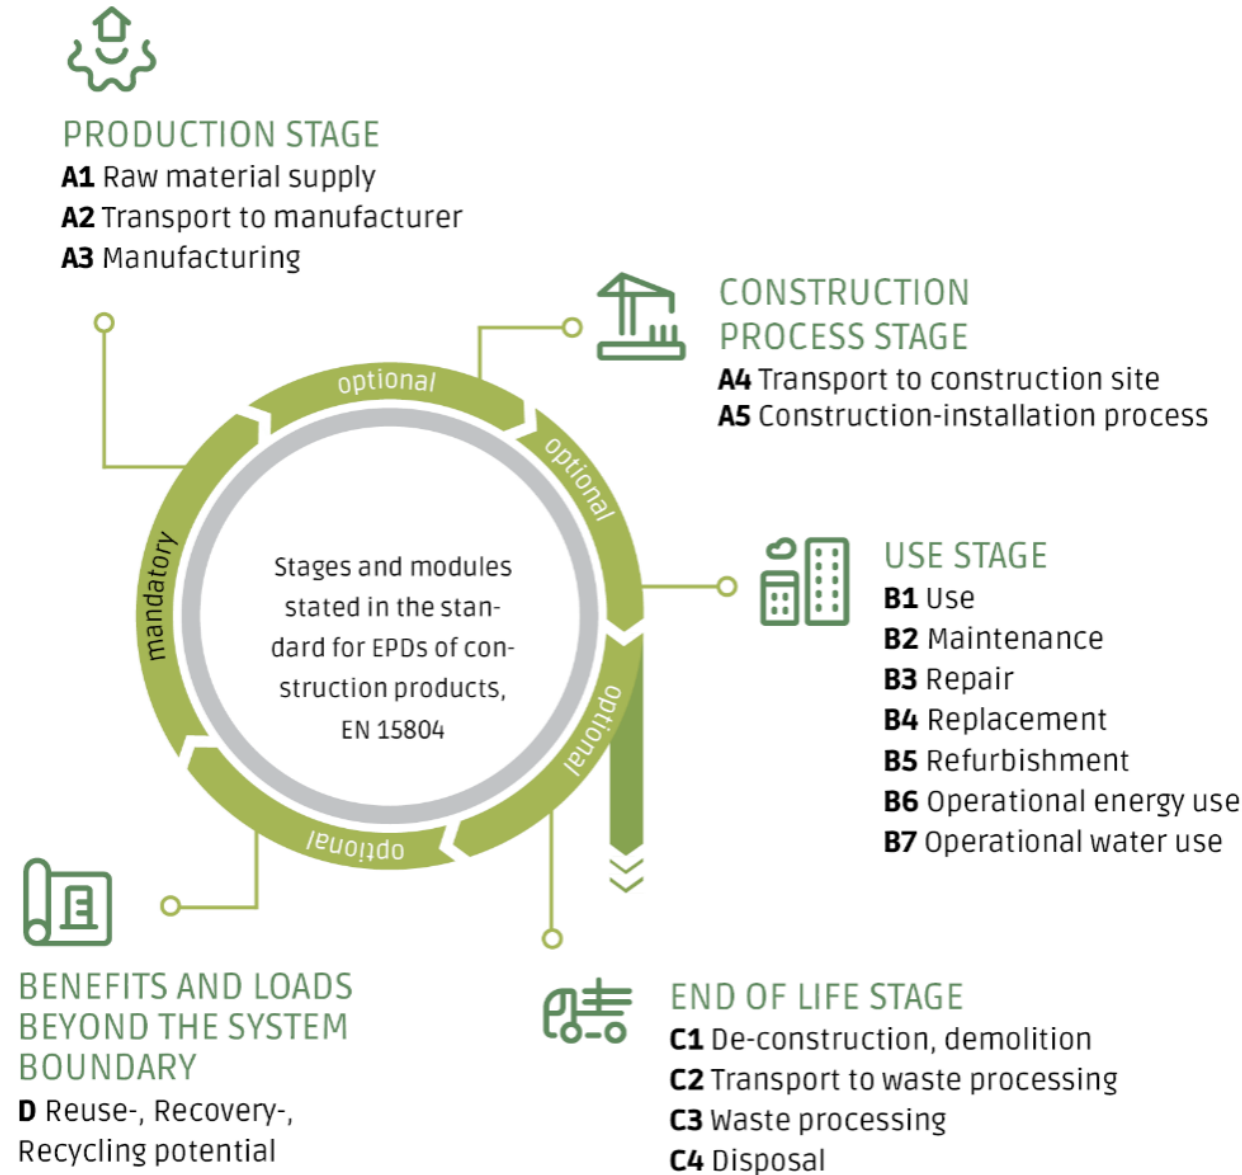 PRODUCTION STAGE
A1 Raw material supply
A2 Transport to manufacturer
A3 Manufacturing
CONSTRUCTION
PROCESS STAGE
A4 Transport to construction site
A5 Construction-installation process
optional
optional
mandatory
Stages and modules
stated in the stan-
dard for EPDs of con-
struction products,
EN 15804
optional
optional
USE STAGE
B1 Use
B2 Maintenance
B3 Repair
B4 Replacement
B5 Refurbishment
B6 Operational energy use
B7 Operational water use
BENEFITS AND LOADS
BEYOND THE SYSTEM
BOUNDARY
D Reuse-, Recovery-,
Recycling potential
END OF LIFE STAGE
C1 De-construction, demolition
C2 Transport to waste processing
C3 Waste processing
C4 Disposal